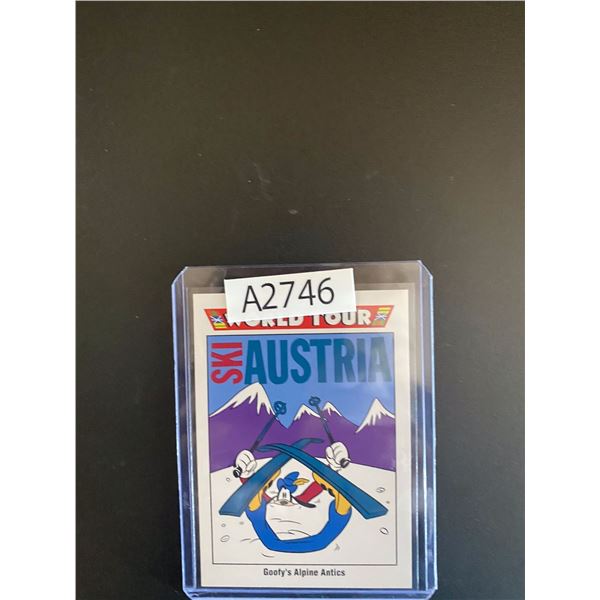 A2746
WORLD TOUR
SKI AUSTRIA
Goofy's Alpine Antics